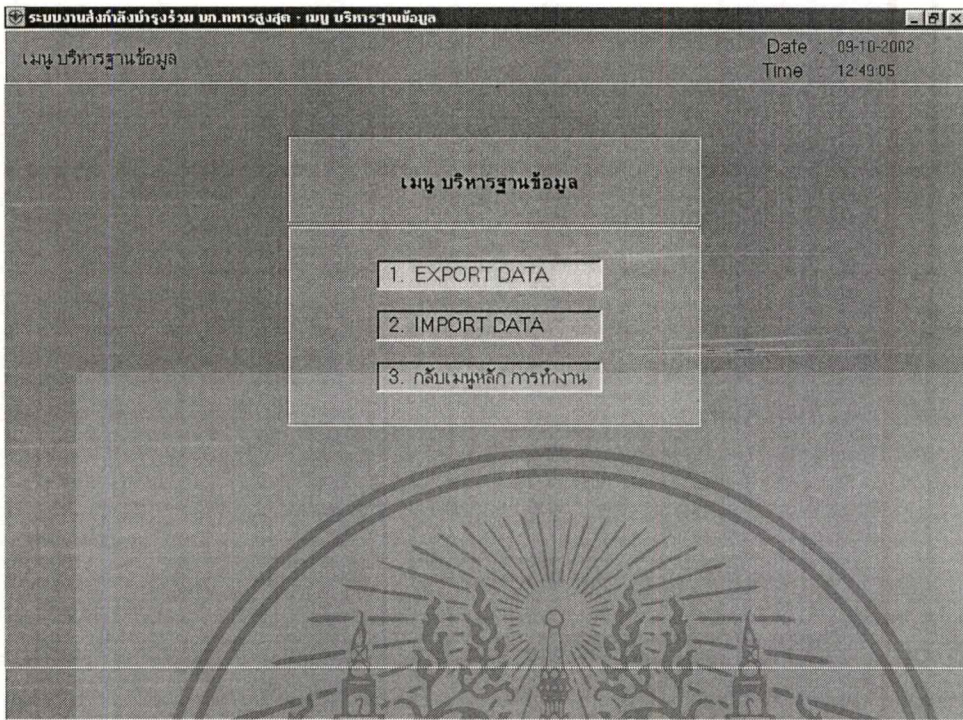 ระบบงานส่งกำลังบำรุงร่วม บก.ทหารสูงสุด - เมนู บริหารฐานข้อมูล
เมนู บริหารฐานข้อมูล
Date : 09-10-2002
Time : 12:49:05
เมนู บริหารฐานข้อมูล
1. EXPORT DATA
2. IMPORT DATA
3. กลับเมนูหลัก การทำงาน